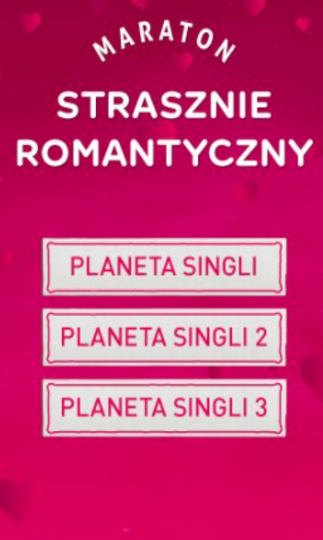 MARATON
STRASZNIE
ROMANTYCZNY
PLANETA SINGLI
PLANETA SINGLI 2
PLANETA SINGLI 3